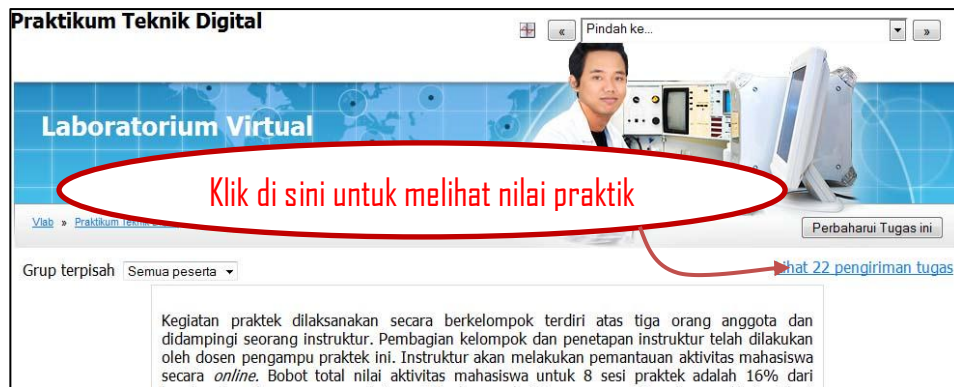 Praktikum Teknik Digital
« Pindah ke... »
Laboratorium Virtual
Klik di sini untuk melihat nilai praktik
Vlab » Praktikum
Perbaharui Tugas ini
Grup terpisah Semua peserta
ihat 22 pengiriman tugas
Kegiatan praktek dilaksanakan secara berkelompok terdiri atas tiga orang anggota dan
didampingi seorang instruktur. Pembagian kelompok dan penetapan instruktur telah dilakukan
oleh dosen pengampu praktek ini. Instruktur akan melakukan pemantauan aktivitas mahasiswa
secara online. Bobot total nilai aktivitas mahasiswa untuk 8 sesi praktek adalah 16% dari